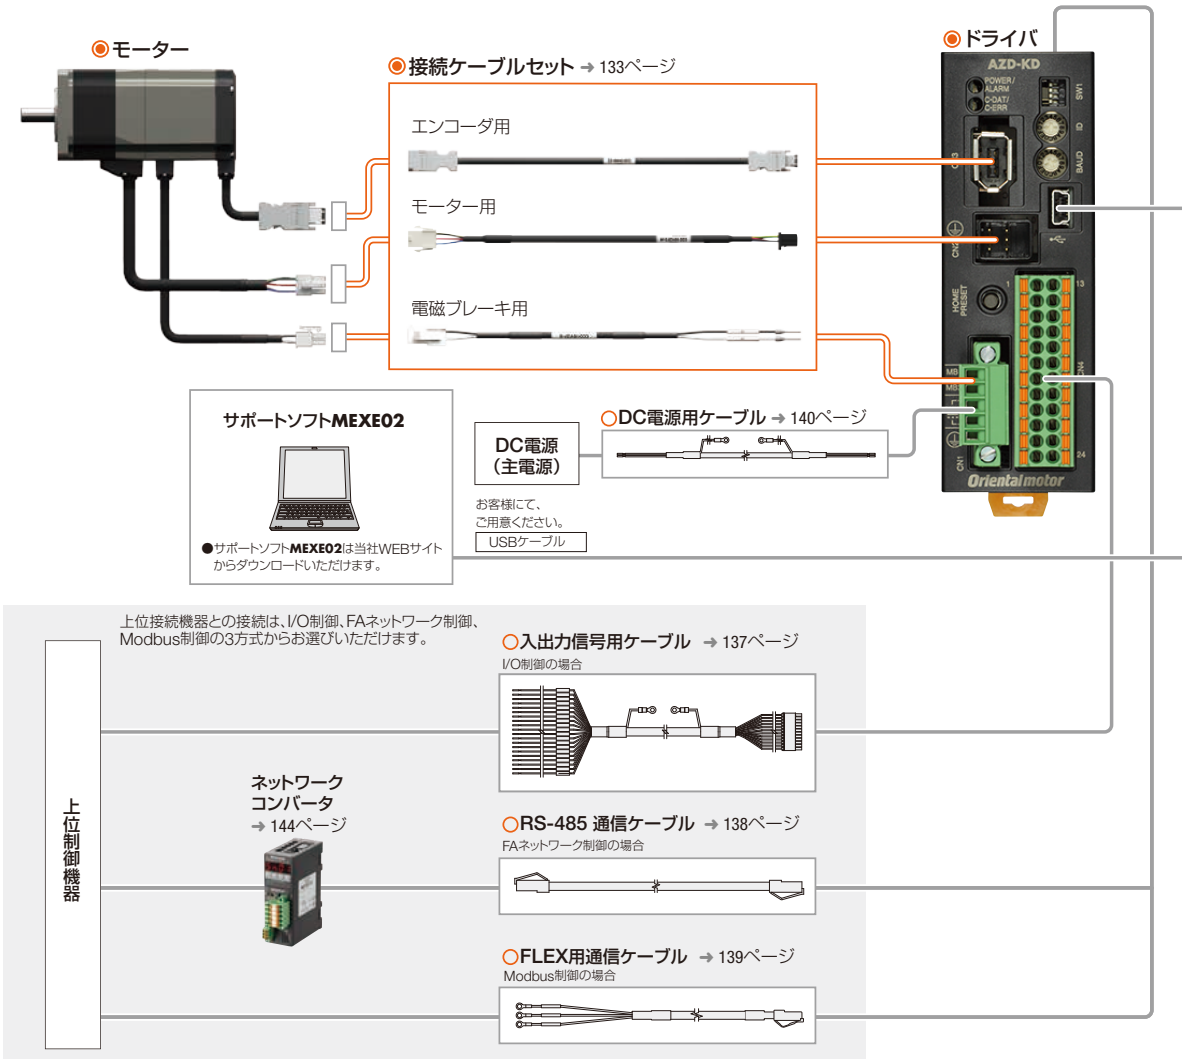 ◉モーター
◉接続ケーブルセット → 133ページ
エンコーダ用
モーター用
電磁ブレーキ用
◉ドライバ
AZD-KD
POWER/
ALARM
C-DAT/
C-ERR
SW1
ID
BAUD
CN3
CN2
HOME
PRESET
1
13
MB
MB
CN4
CN1
24
Orientalmotor
サポートソフトMEXE02
●サポートソフトMEXE02は当社WEBサイト
からダウンロードいただけます。
○DC電源用ケーブル → 140ページ
DC電源
(主電源)
お客様にて、
ご用意ください。
USBケーブル
上位接続機器との接続は、I/O制御、FAネットワーク制御、
Modbus制御の3方式からお選びいただけます。
上位制御機器
○入出力信号用ケーブル → 137ページ
I/O制御の場合
ネットワーク
コンバータ
→ 144ページ
○RS-485 通信ケーブル → 138ページ
FAネットワーク制御の場合
○FLEX用通信ケーブル → 139ページ
Modbus制御の場合